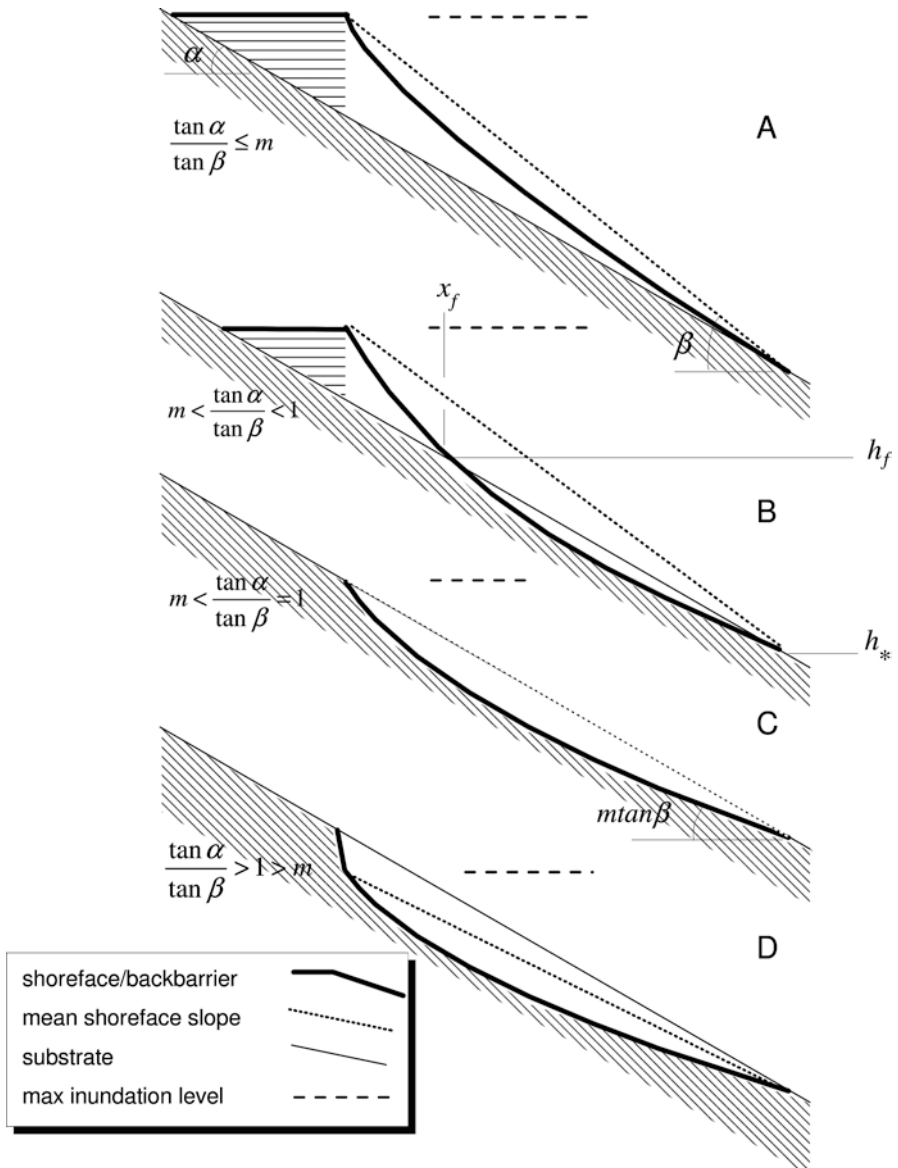 α
tan α / tan β ≤ m
A
x_f
β
m < tan α / tan β < 1
h_f
B
m < tan α / tan β = 1
h_*
C
mtanβ
tan α / tan β > 1 > m
D
shoreface/backbarrier
mean shoreface slope
substrate
max inundation level